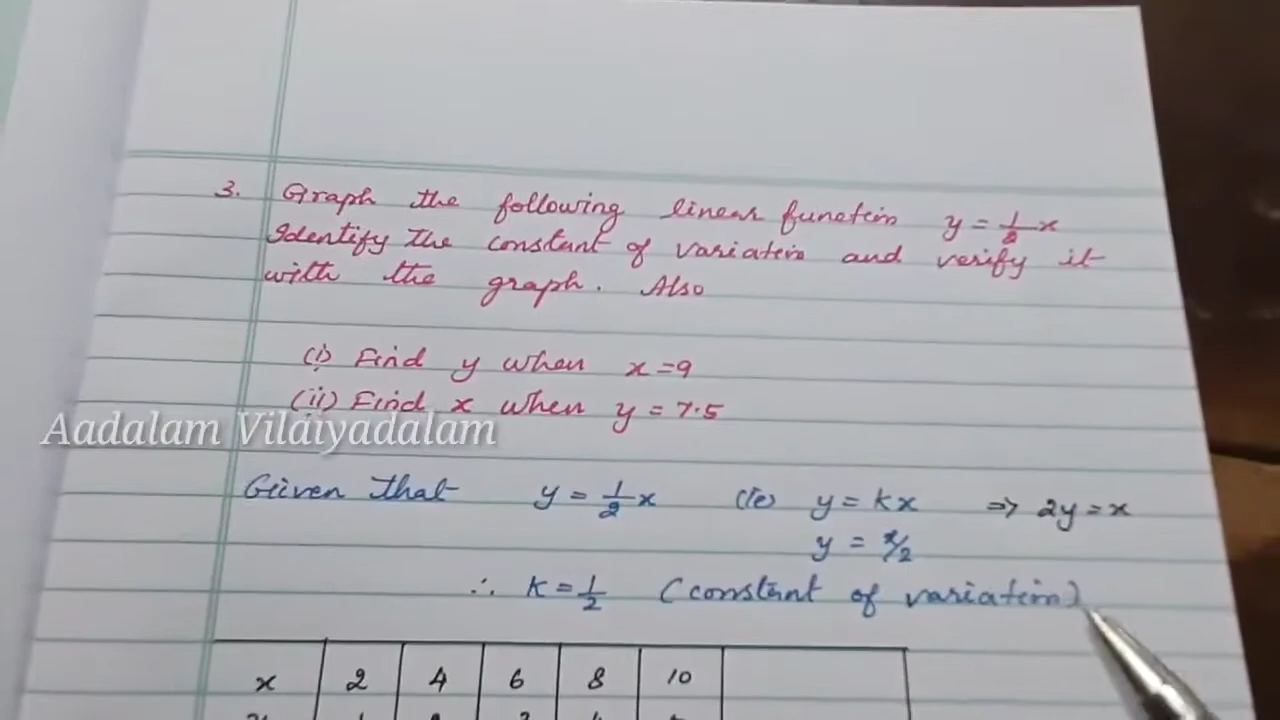 3. Graph the following linear function y = 1/2 x
Identify the constant of variation and verify it
with the graph. Also
(i) Find y when x = 9
(ii) Find x when y = 7.5
Aadalam Vilaiyadalam
Given that y = 1/2 x (ie) y = kx ⇒ 2y = x
y = x/2
∴ K = 1/2 (constant of variation)
x 2 4 6 8 10